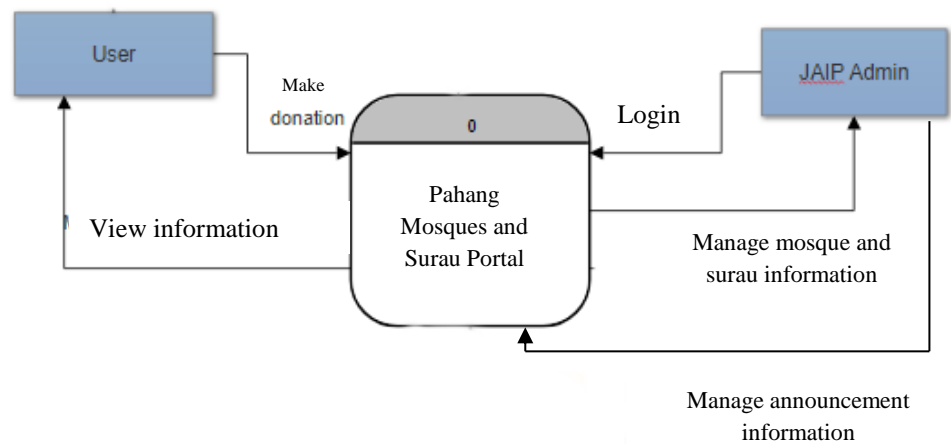 User
JAIP Admin
Make
donation
Login
0
Pahang
Mosques and
Surau Portal
View information
Manage mosque and
surau information
Manage announcement
information